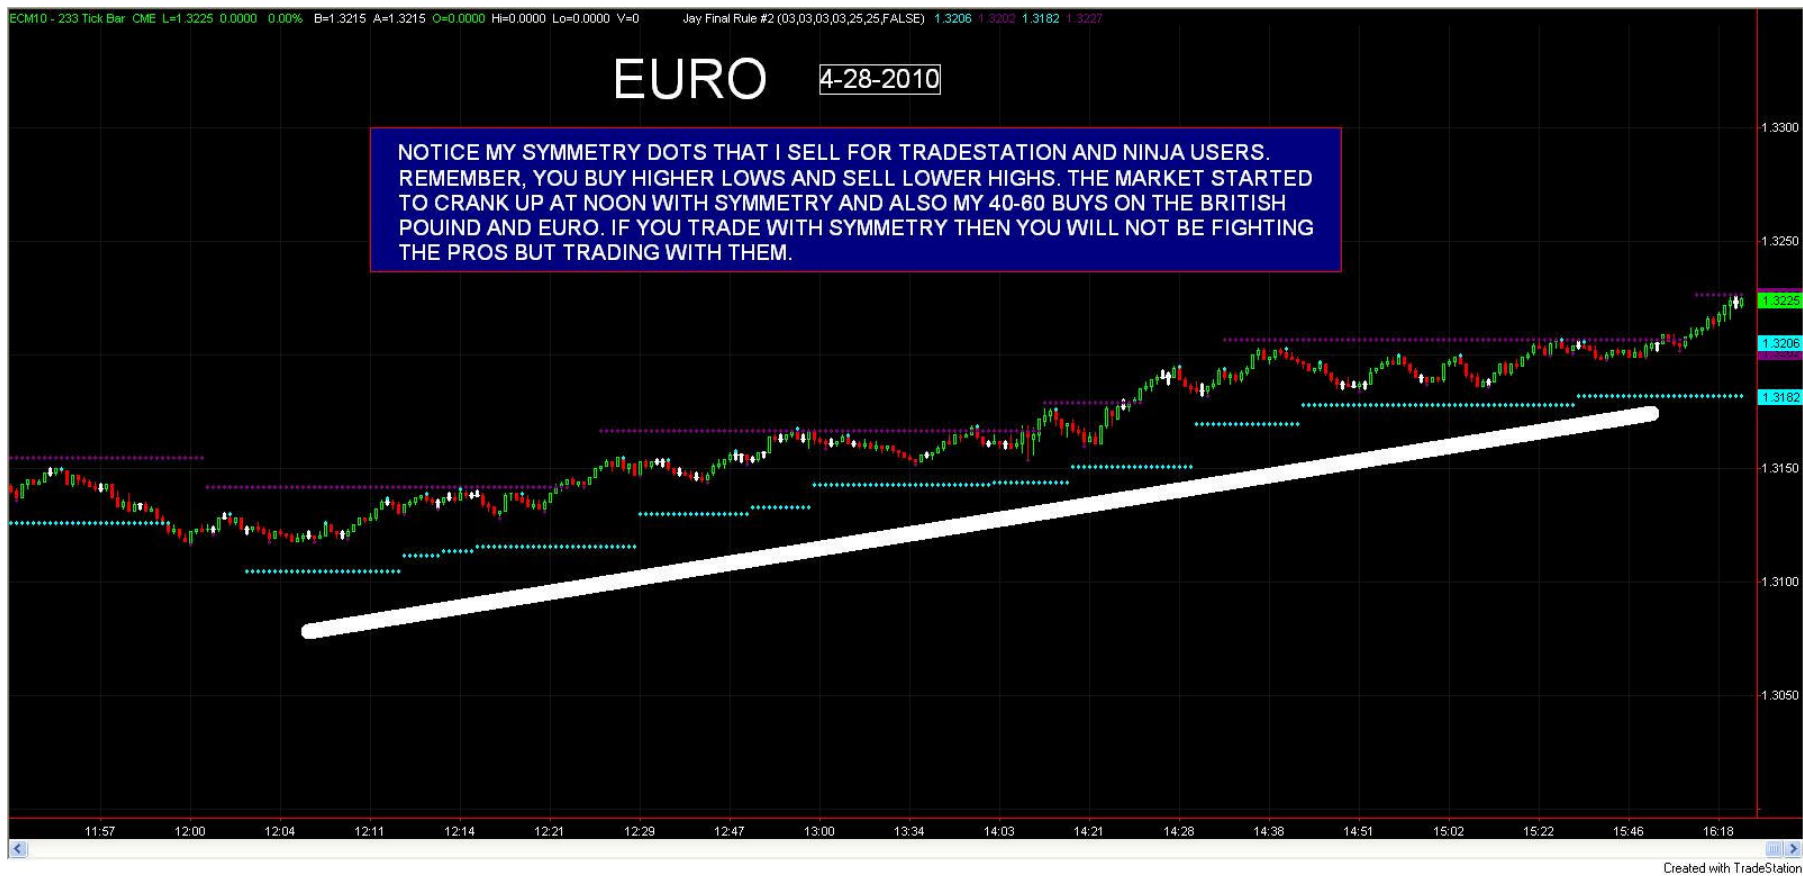 ECM10 - 233 Tick Bar CME L=1.3225 0.0000 0.00% B=1.3215 A=1.3215 O=0.0000 Hi=0.0000 Lo=0.0000 V=0 Jay Final Rule #2 (03,03,03,03,25,25,FALSE) 1.3206 1.3202 1.3182 1.3227
EURO 4-28-2010
NOTICE MY SYMMETRY DOTS THAT I SELL FOR TRADESTATION AND NINJA USERS.
REMEMBER, YOU BUY HIGHER LOWS AND SELL LOWER HIGHS. THE MARKET STARTED
TO CRANK UP AT NOON WITH SYMMETRY AND ALSO MY 40-60 BUYS ON THE BRITISH
POUIND AND EURO. IF YOU TRADE WITH SYMMETRY THEN YOU WILL NOT BE FIGHTING
THE PROS BUT TRADING WITH THEM.
1.3300
1.3250
1.3225
1.3206
1.3182
1.3150
1.3100
1.3050
11:57 12:00 12:04 12:11 12:14 12:21 12:29 12:47 13:00 13:34 14:03 14:21 14:28 14:38 14:51 15:02 15:22 15:46 16:18
Created with TradeStation